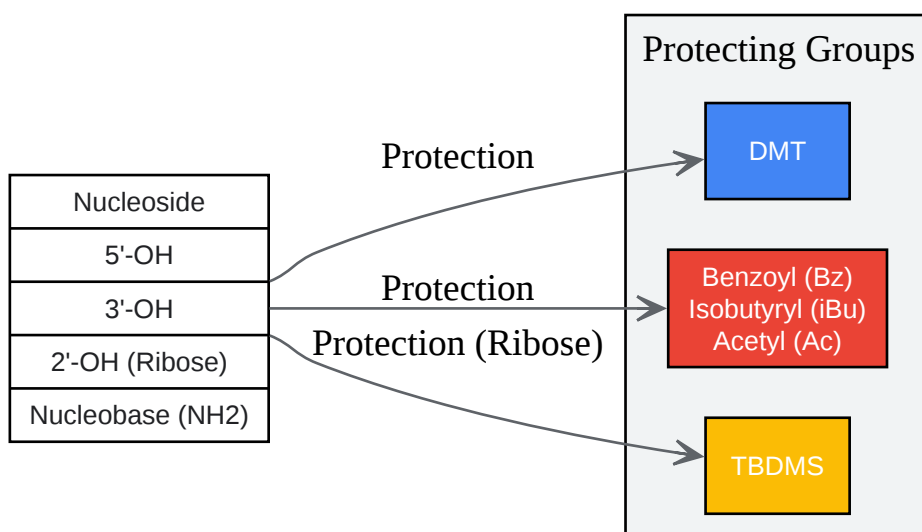 Protecting Groups
DMT
Protection
Nucleoside
5'-OH
3'-OH
2'-OH (Ribose)
Nucleobase (NH2)
Protection
Protection (Ribose)
Benzoyl (Bz)
Isobutyryl (iBu)
Acetyl (Ac)
TBDMS